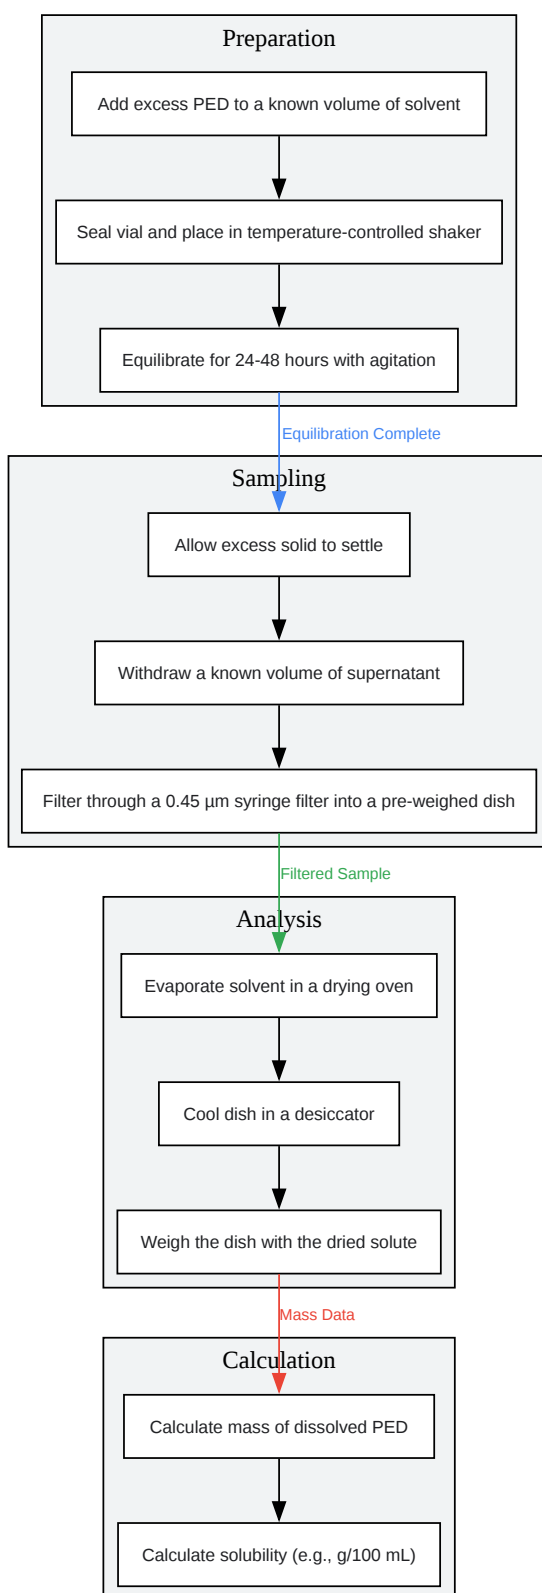 Preparation
Add excess PED to a known volume of solvent
Seal vial and place in temperature-controlled shaker
Equilibrate for 24-48 hours with agitation
Equilibration Complete
Sampling
Allow excess solid to settle
Withdraw a known volume of supernatant
Filter through a 0.45 µm syringe filter into a pre-weighed dish
Filtered Sample
Analysis
Evaporate solvent in a drying oven
Cool dish in a desiccator
Weigh the dish with the dried solute
Mass Data
Calculation
Calculate mass of dissolved PED
Calculate solubility (e.g., g/100 mL)